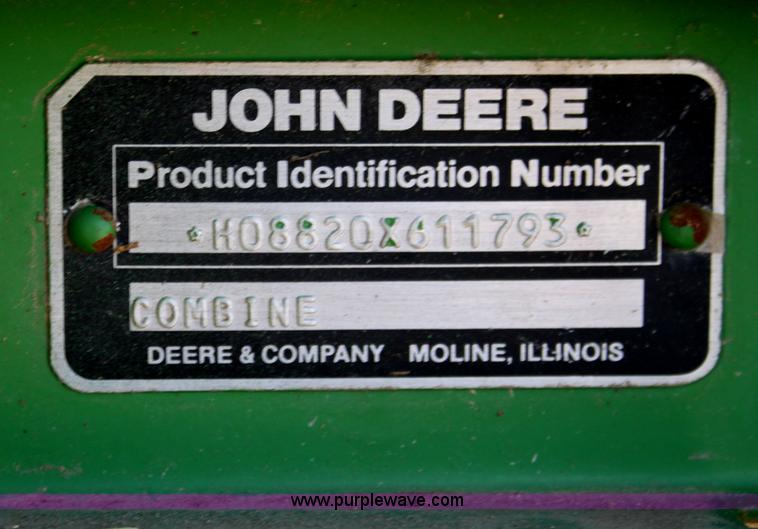 JOHN DEERE
Product Identification Number
*H08820X611793*
COMBINE
DEERE & COMPANY MOLINE, ILLINOIS
www.purplewave.com